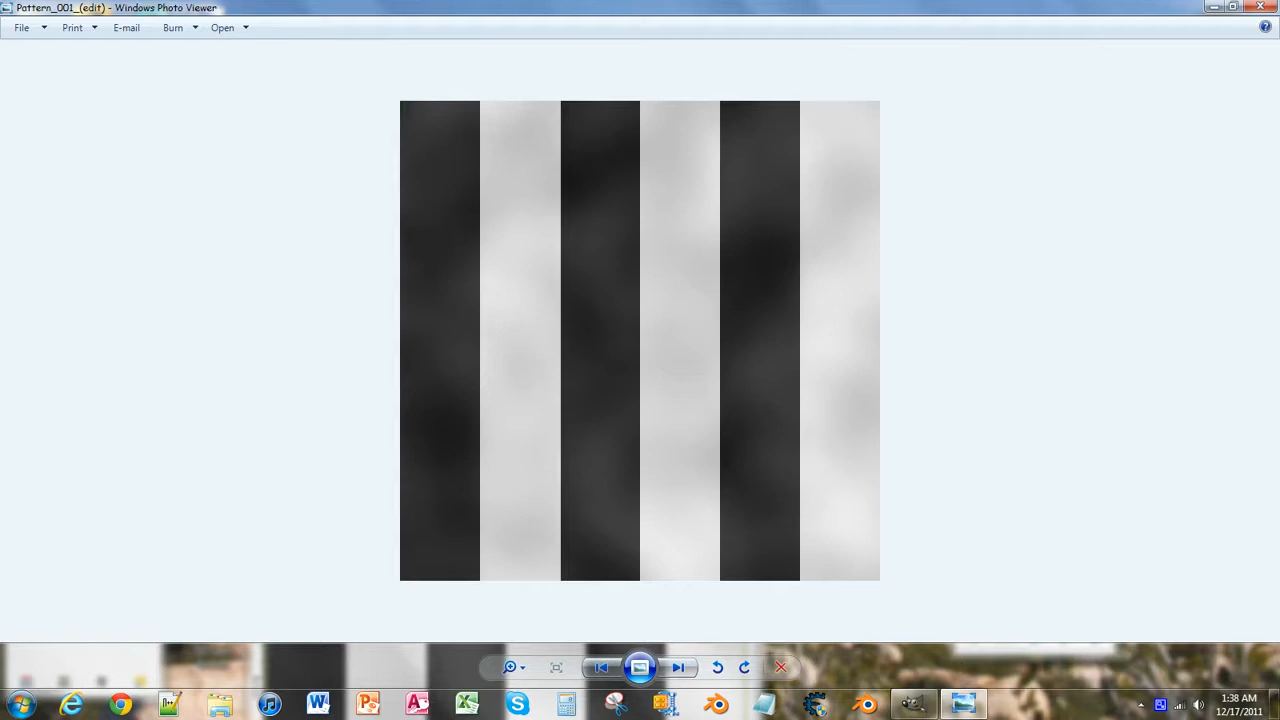 Pattern_001_(edit) - Windows Photo Viewer
File Print E-mail Burn Open
1:38 AM
12/17/2011